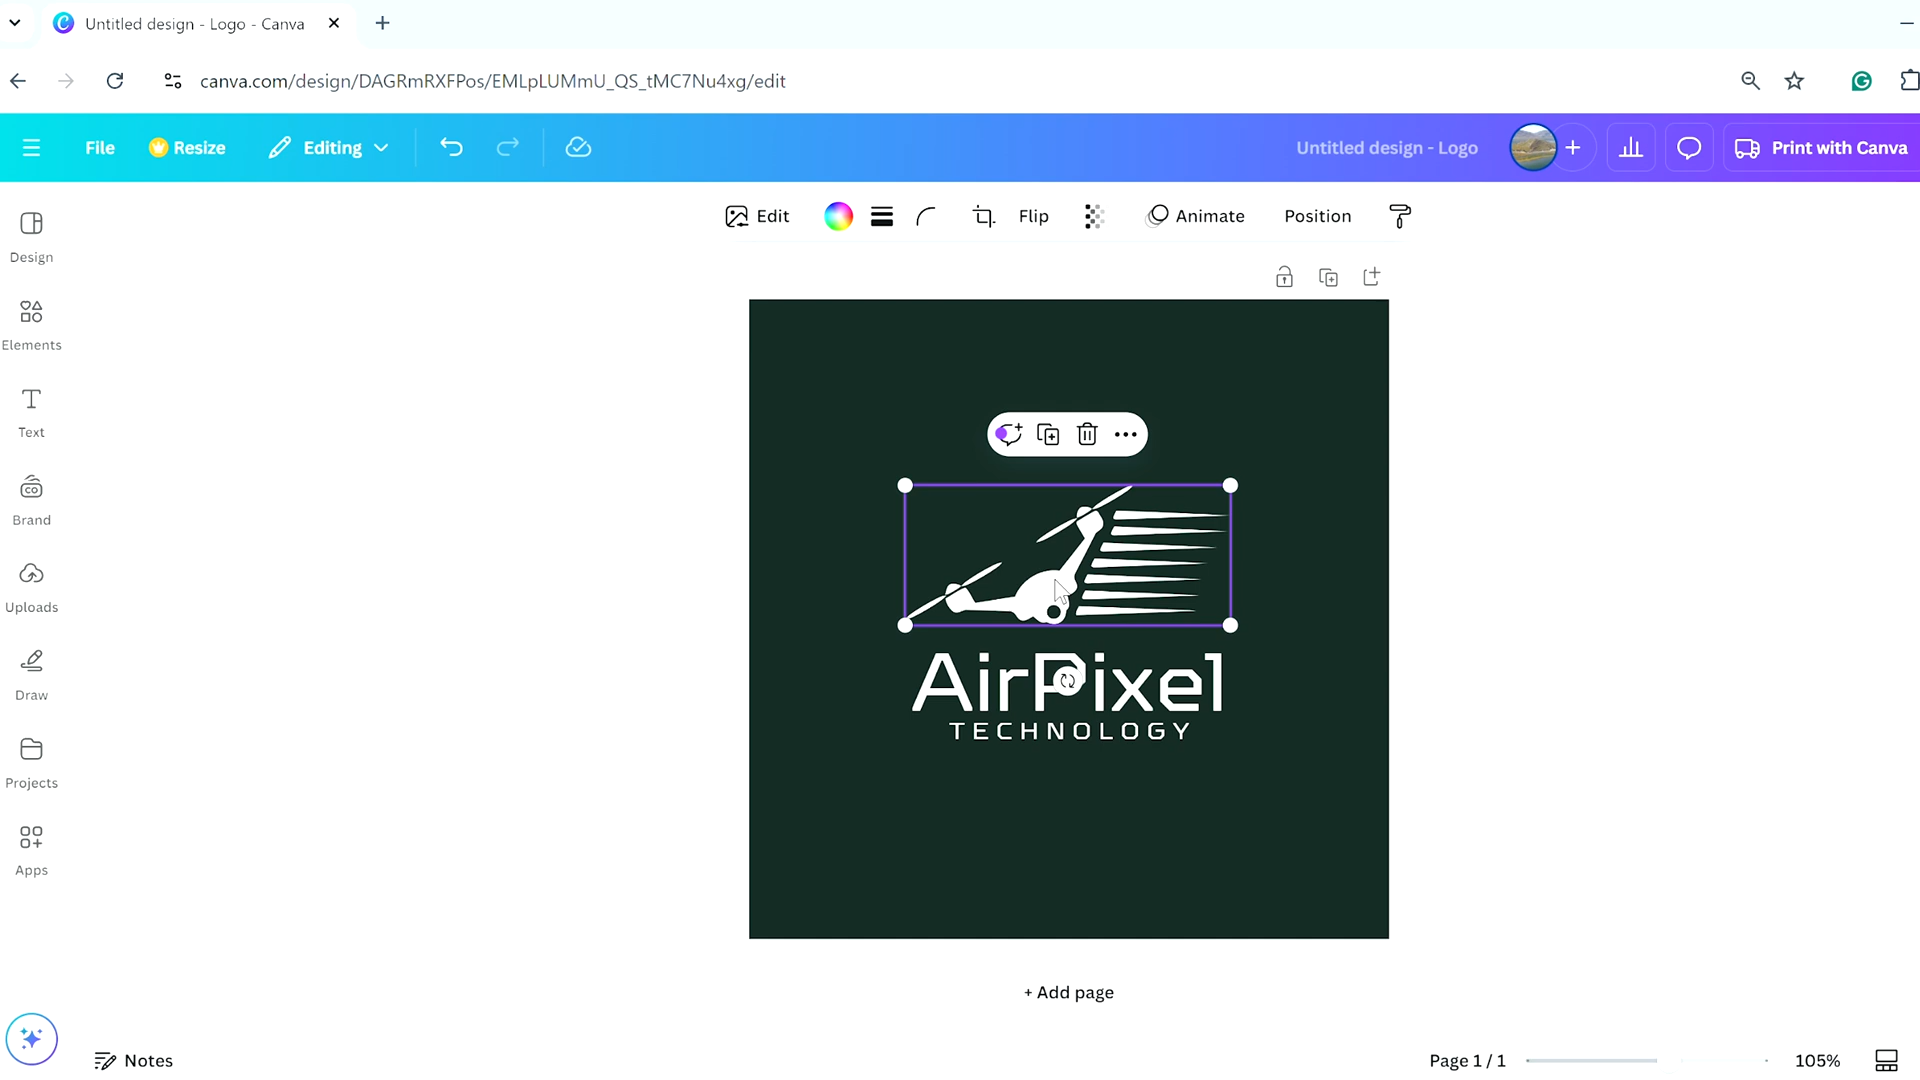 Untitled design - Logo - Canva
canva.com/design/DAGRmRXFPos/EMLpLUMmU_QS_tMC7Nu4xg/edit
File Resize Editing Untitled design - Logo Print with Canva
Edit Flip Animate Position
Design
Elements
Text
Brand
Uploads
Draw
Projects
Apps
AirPixel
TECHNOLOGY
+ Add page
Notes Page 1 / 1 105%